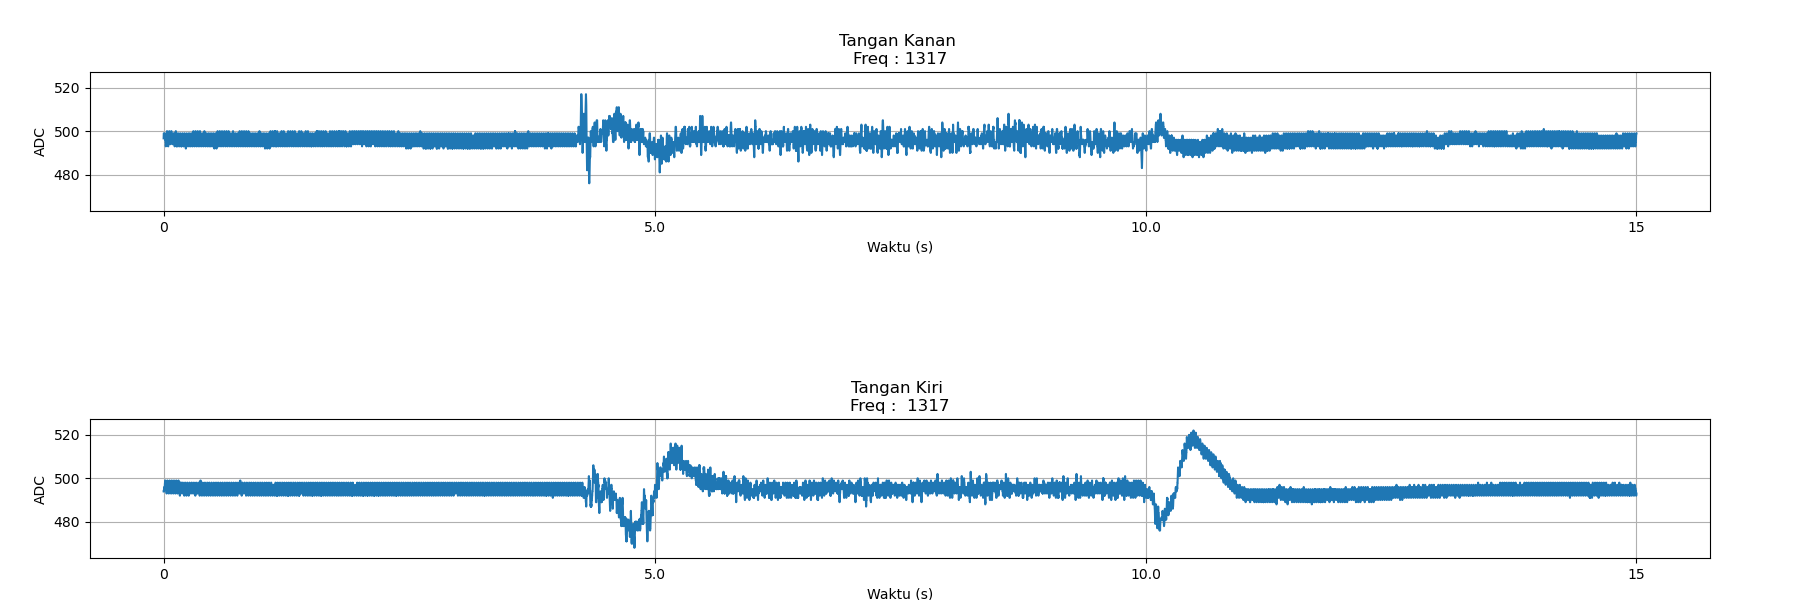 Tangan Kanan
Freq : 1317
520
500
480
ADC
0 5.0 10.0 15
Waktu (s)
Tangan Kiri
Freq :  1317
520
500
480
ADC
0 5.0 10.0 15
Waktu (s)